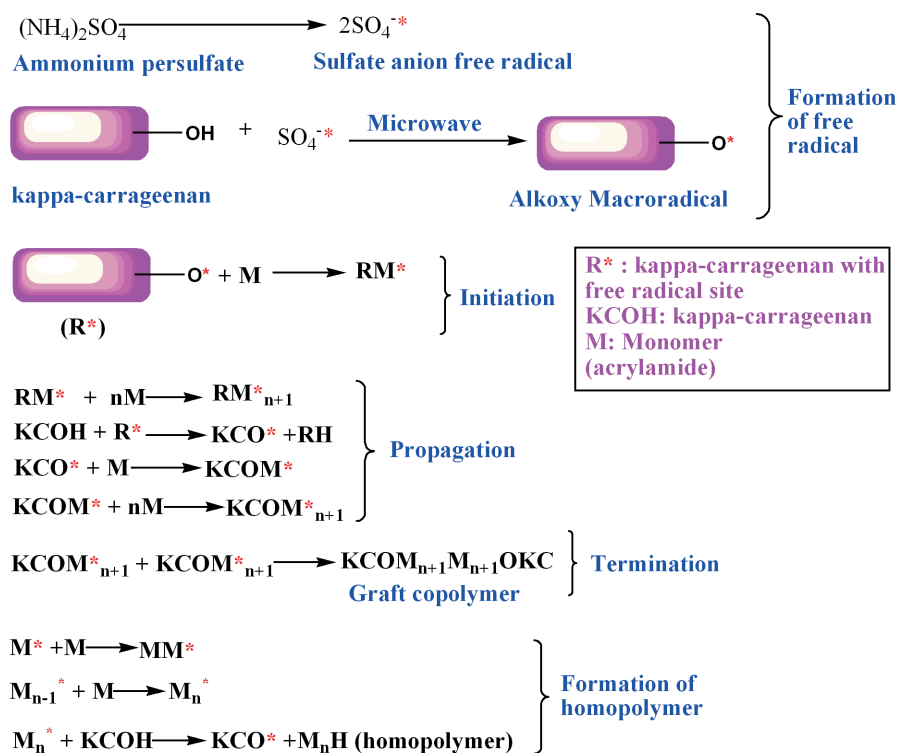 (NH4)2SO4 → 2SO4-*
Ammonium persulfate Sulfate anion free radical
OH + SO4-* Microwave → O*
kappa-carrageenan Alkoxy Macroradical
Formation
of free
radical
O* + M → RM*
(R*)
Initiation
R* : kappa-carrageenan with
free radical site
KCOH: kappa-carrageenan
M: Monomer
(acrylamide)
RM* + nM → RM*n+1
KCOH + R* → KCO* +RH
KCO* + M → KCOM*
KCOM* + nM → KCOM*n+1
Propagation
KCOM*n+1 + KCOM*n+1 → KCOMn+1Mn+1OKC
Graft copolymer
Termination
M* +M → MM*
Mn-1* + M → Mn*
Mn* + KCOH → KCO* +MnH (homopolymer)
Formation of
homopolymer